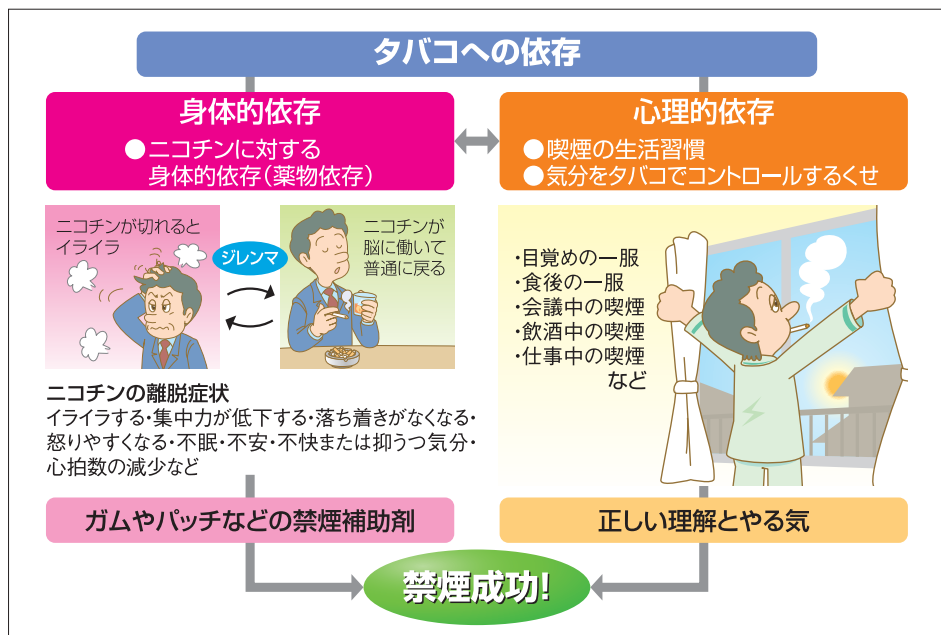 タバコへの依存
身体的依存
●ニコチンに対する
身体的依存(薬物依存)
心理的依存
●喫煙の生活習慣
●気分をタバコでコントロールするくせ
ニコチンが切れると
イライラ
ジレンマ
ニコチンが
脳に働いて
普通に戻る
・目覚めの一服
・食後の一服
・会議中の喫煙
・飲酒中の喫煙
・仕事中の喫煙
など
ニコチンの離脱症状
イライラする・集中力が低下する・落ち着きがなくなる・
怒りやすくなる・不眠・不安・不快または抑うつ気分・
心拍数の減少など
ガムやパッチなどの禁煙補助剤
正しい理解とやる気
禁煙成功!